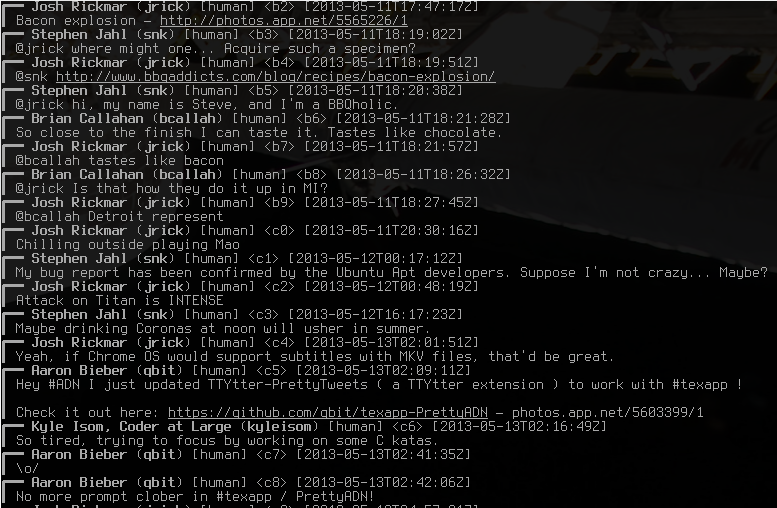 Josh Rickmar (jrick) [human] <b2> [2013-05-11T17:47:17Z]
Bacon explosion — http://photos.app.net/5565226/1
Stephen Jahl (snk) [human] <b3> [2013-05-11T18:19:02Z]
@jrick where might one... Acquire such a specimen?
Josh Rickmar (jrick) [human] <b4> [2013-05-11T18:19:51Z]
@snk http://www.bbqaddicts.com/blog/recipes/bacon-explosion/
Stephen Jahl (snk) [human] <b5> [2013-05-11T18:20:38Z]
@jrick hi, my name is Steve, and I'm a BBQholic.
Brian Callahan (bcallah) [human] <b6> [2013-05-11T18:21:28Z]
So close to the finish I can taste it. Tastes like chocolate.
Josh Rickmar (jrick) [human] <b7> [2013-05-11T18:21:57Z]
@bcallah tastes like bacon
Brian Callahan (bcallah) [human] <b8> [2013-05-11T18:26:32Z]
@jrick Is that how they do it up in MI?
Josh Rickmar (jrick) [human] <b9> [2013-05-11T18:27:45Z]
@bcallah Detroit represent
Josh Rickmar (jrick) [human] <c0> [2013-05-11T20:30:16Z]
Chilling outside playing Mao
Stephen Jahl (snk) [human] <c1> [2013-05-12T00:17:12Z]
My bug report has been confirmed by the Ubuntu Apt developers. Suppose I'm not crazy... Maybe?
Josh Rickmar (jrick) [human] <c2> [2013-05-12T00:48:19Z]
Attack on Titan is INTENSE
Stephen Jahl (snk) [human] <c3> [2013-05-12T16:17:23Z]
Maybe drinking Coronas at noon will usher in summer.
Josh Rickmar (jrick) [human] <c4> [2013-05-13T02:01:51Z]
Yeah, if Chrome OS would support subtitles with MKV files, that'd be great.
Aaron Bieber (qbit) [human] <c5> [2013-05-13T02:09:11Z]
Hey #ADN I just updated TTYtter-PrettyTweets ( a TTYtter extension ) to work with #texapp !
Check it out here: https://github.com/qbit/texapp-PrettyADN — photos.app.net/5603399/1
Kyle Isom, Coder at Large (kyleisom) [human] <c6> [2013-05-13T02:16:49Z]
So tired, trying to focus by working on some C katas.
Aaron Bieber (qbit) [human] <c7> [2013-05-13T02:41:35Z]
\o/
Aaron Bieber (qbit) [human] <c8> [2013-05-13T02:42:06Z]
No more prompt clober in #texapp / PrettyADN!